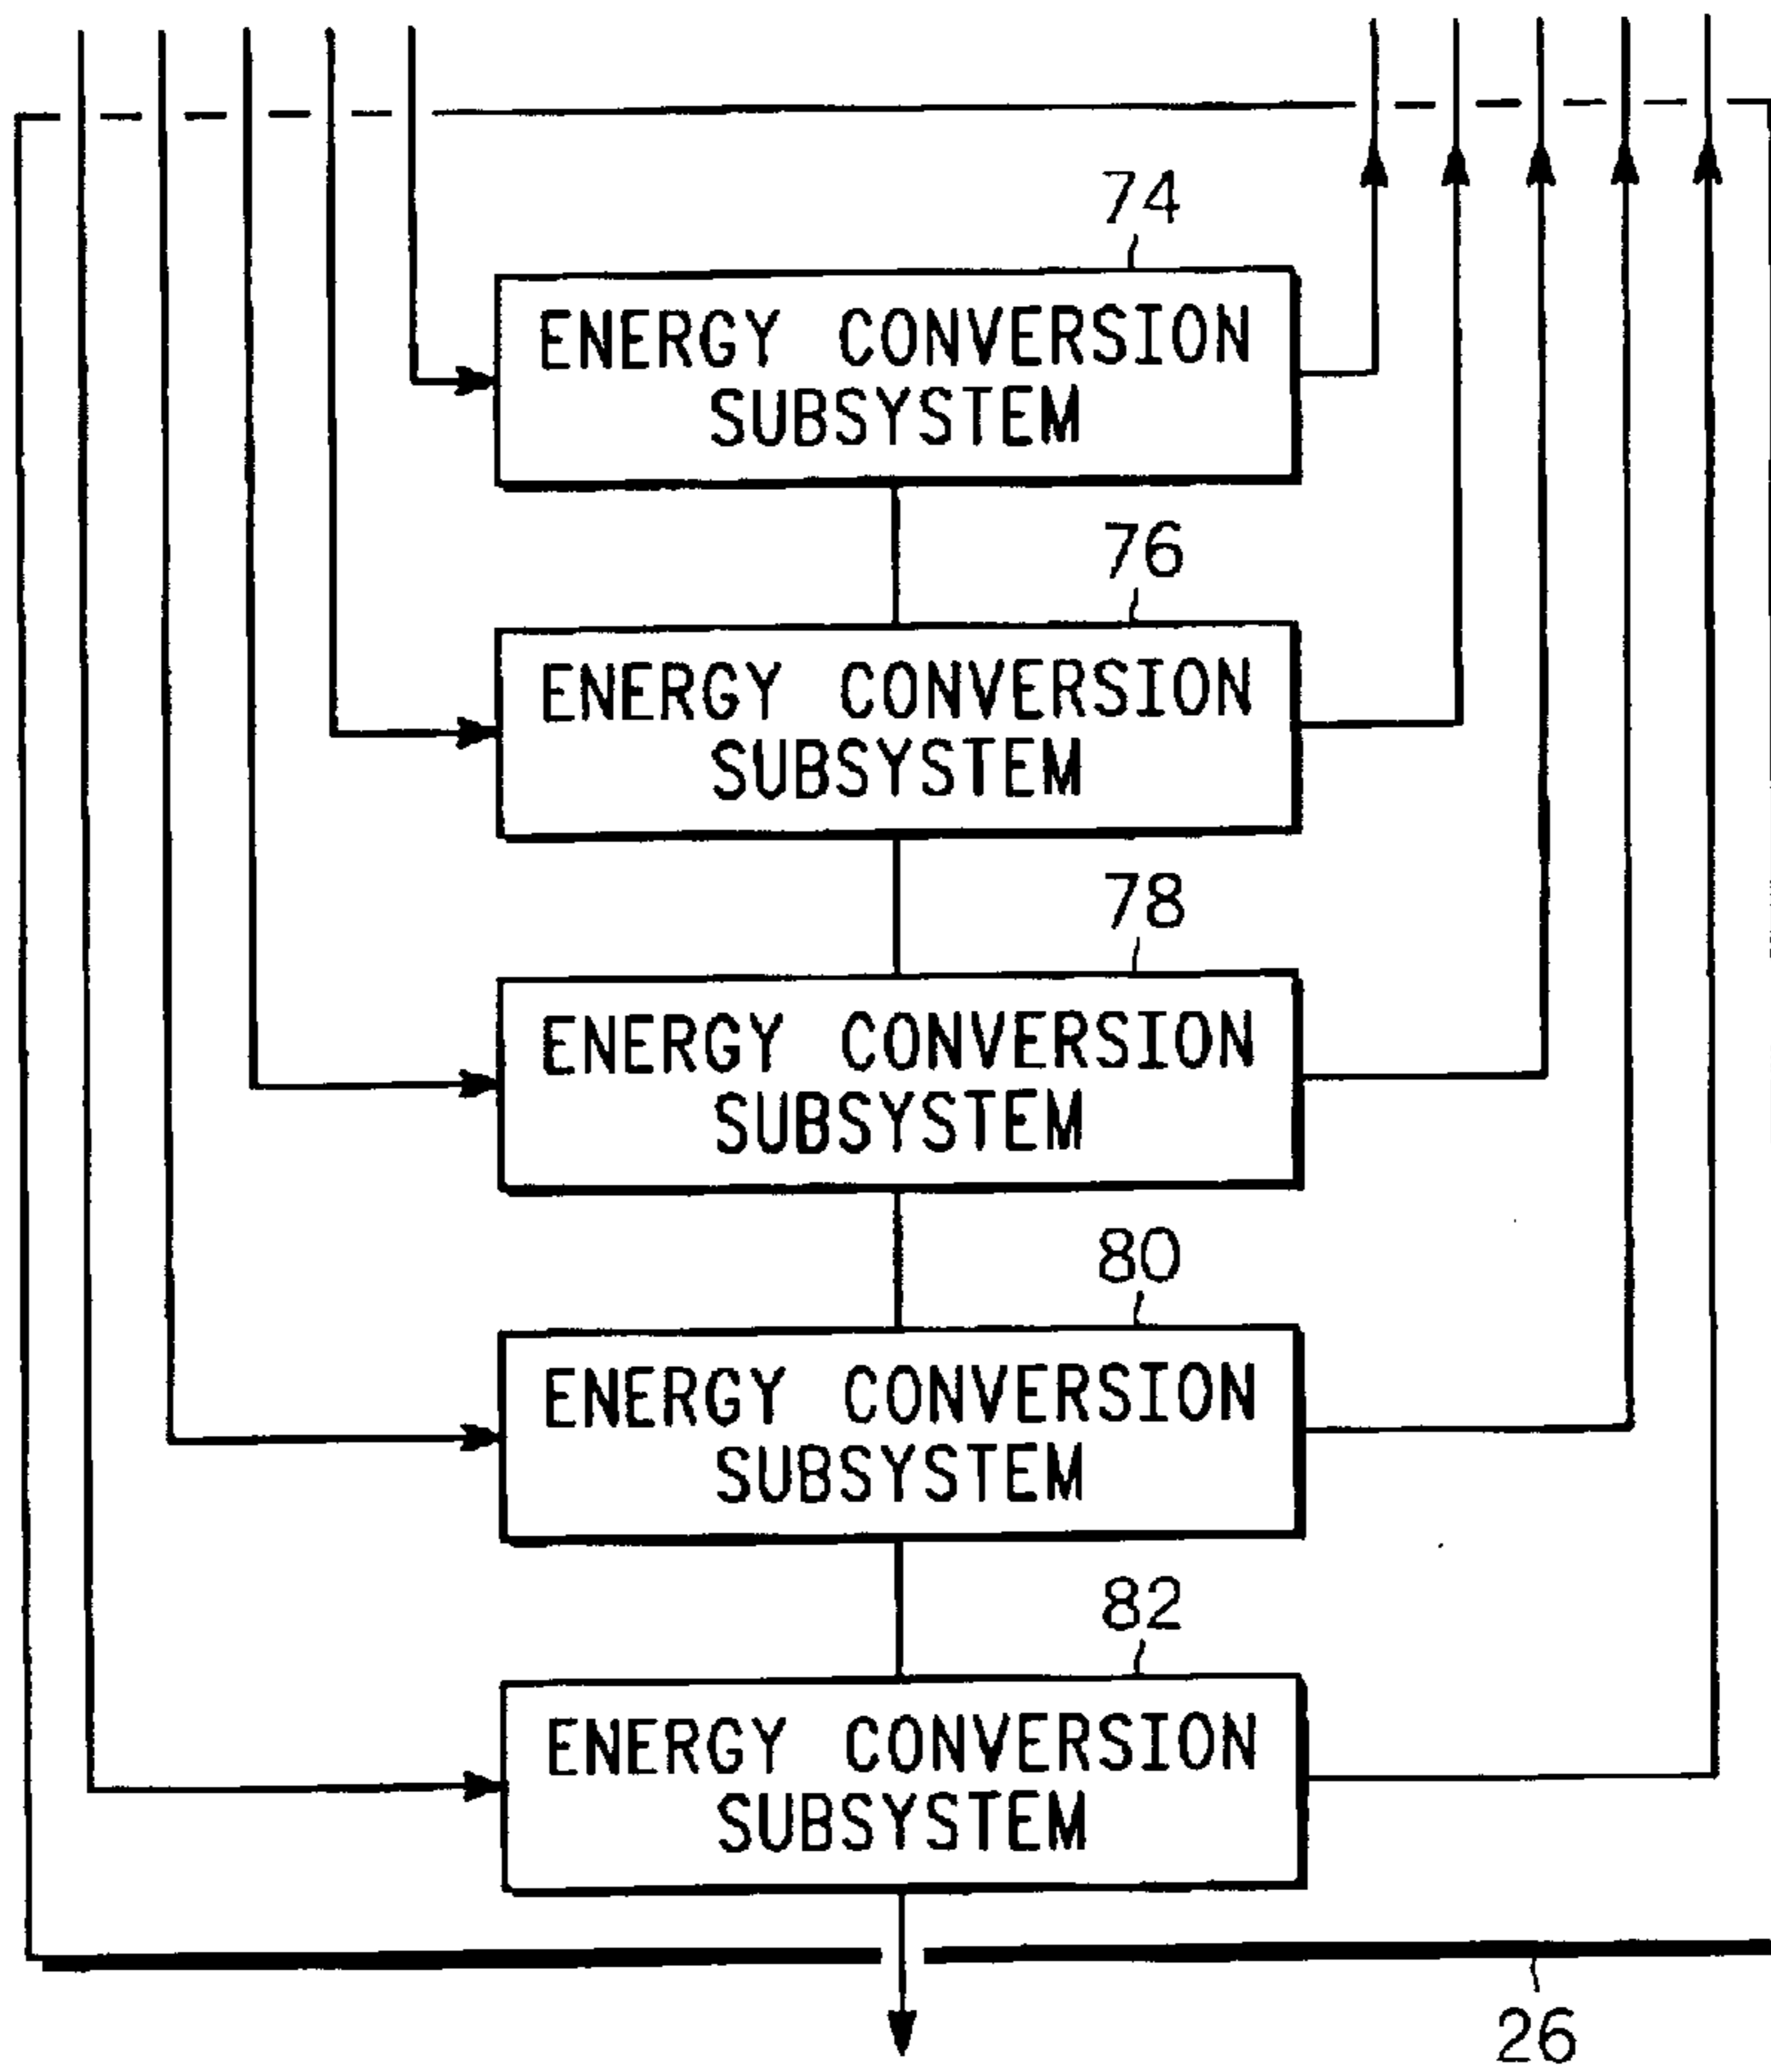 74
ENERGY CONVERSION
SUBSYSTEM
76
ENERGY CONVERSION
SUBSYSTEM
78
ENERGY CONVERSION
SUBSYSTEM
80
ENERGY CONVERSION
SUBSYSTEM
82
ENERGY CONVERSION
SUBSYSTEM
26